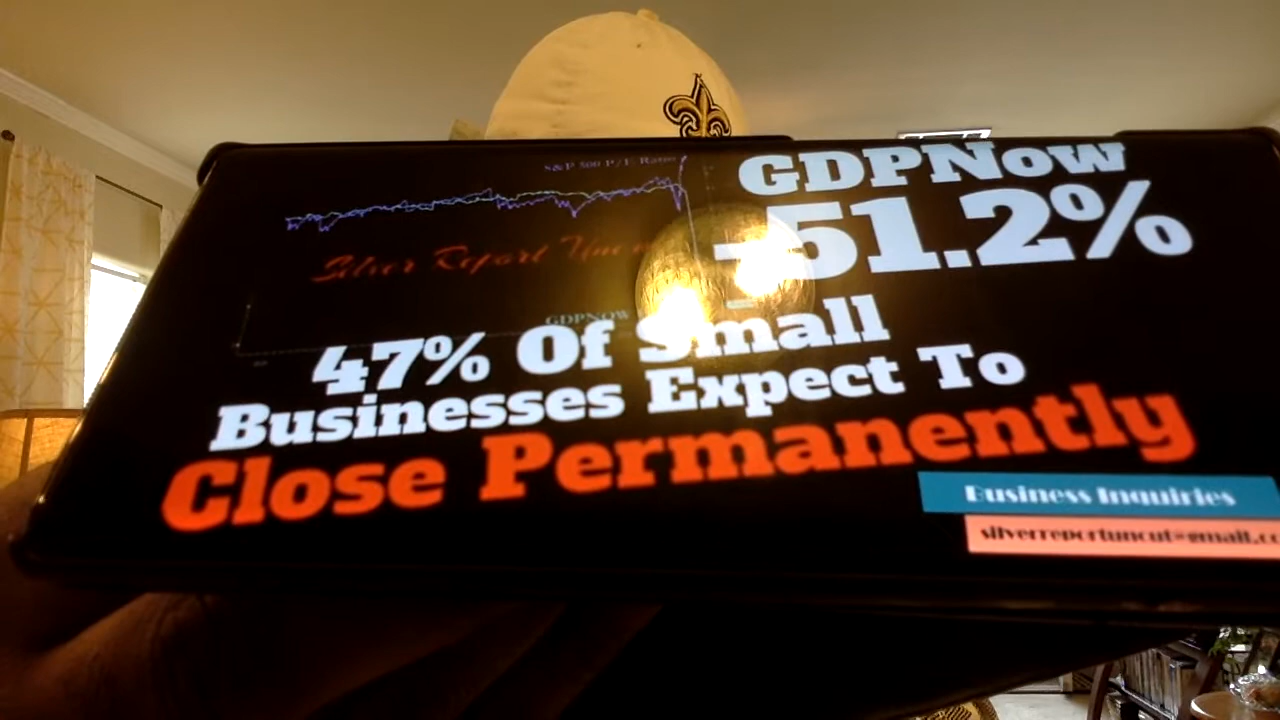 S&P 500 P/E Ratio
GDPNow
-51.2%
Silver Report
GDPNOW
47% Of Small
Businesses Expect To
Close Permanently
Business Inquiries
silverreportuncut@gmail.co